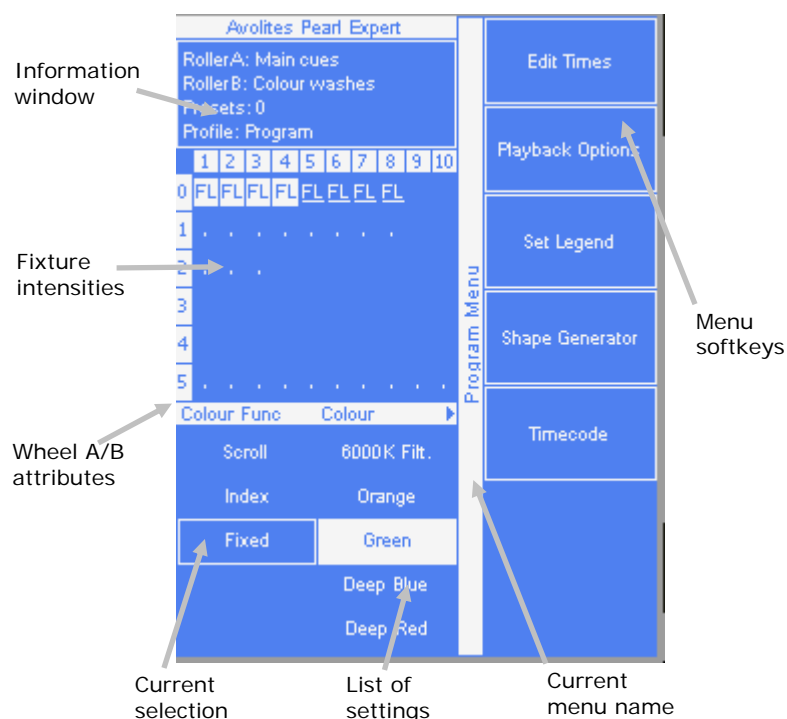 Avolites Pearl Expert
RollerA: Main cues
RollerB: Colour washes
Presets: 0
Profile: Program
1 2 3 4 5 6 7 8 9 10
0 FL FL FL FL FL FL FL FL
1 . . . . . . . .
2 . . .
3
4
5 . . . . . . . . . .
Colour Func Colour
Scroll 6000K Filt.
Index Orange
Fixed Green
Deep Blue
Deep Red
Program Menu
Edit Times
Playback Options
Set Legend
Shape Generator
Timecode
Information
window
Fixture
intensities
Wheel A/B
attributes
Current
selection
List of
settings
Current
menu name
Menu
softkeys